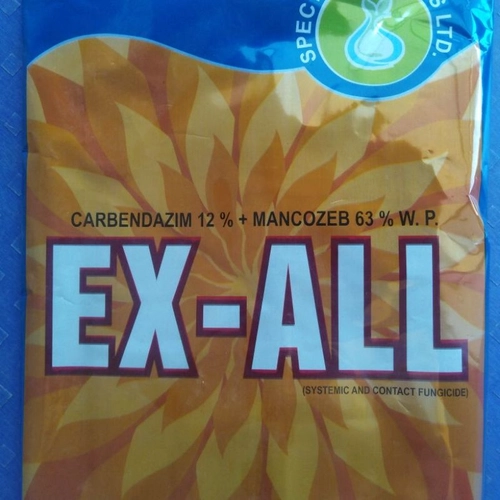 SPEC
S LTD.
CARBENDAZIM 12 % + MANCOZEB 63 % W. P.
EX-ALL
(SYSTEMIC AND CONTACT FUNGICIDE)